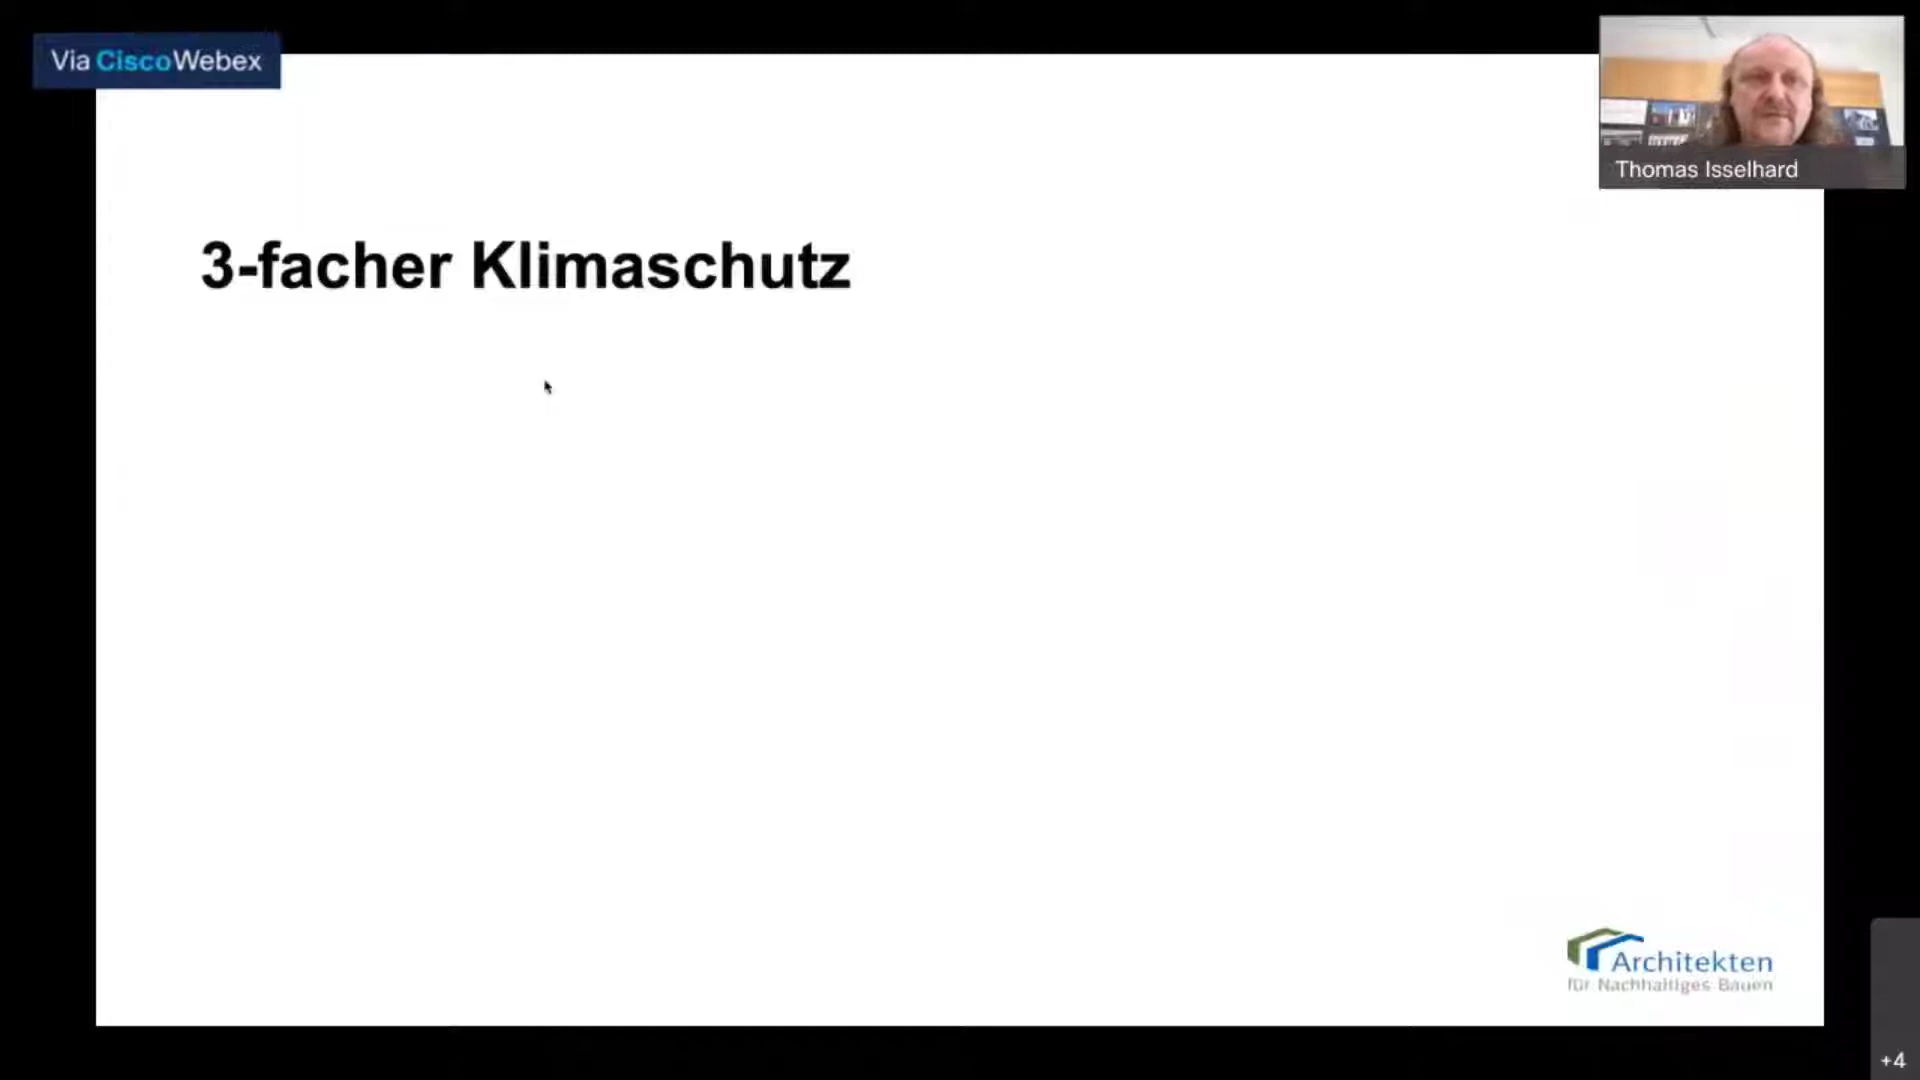 Via CiscoWebex
Thomas Isselhard
3-facher Klimaschutz
Architekten
für Nachhaltiges Bauen
+4